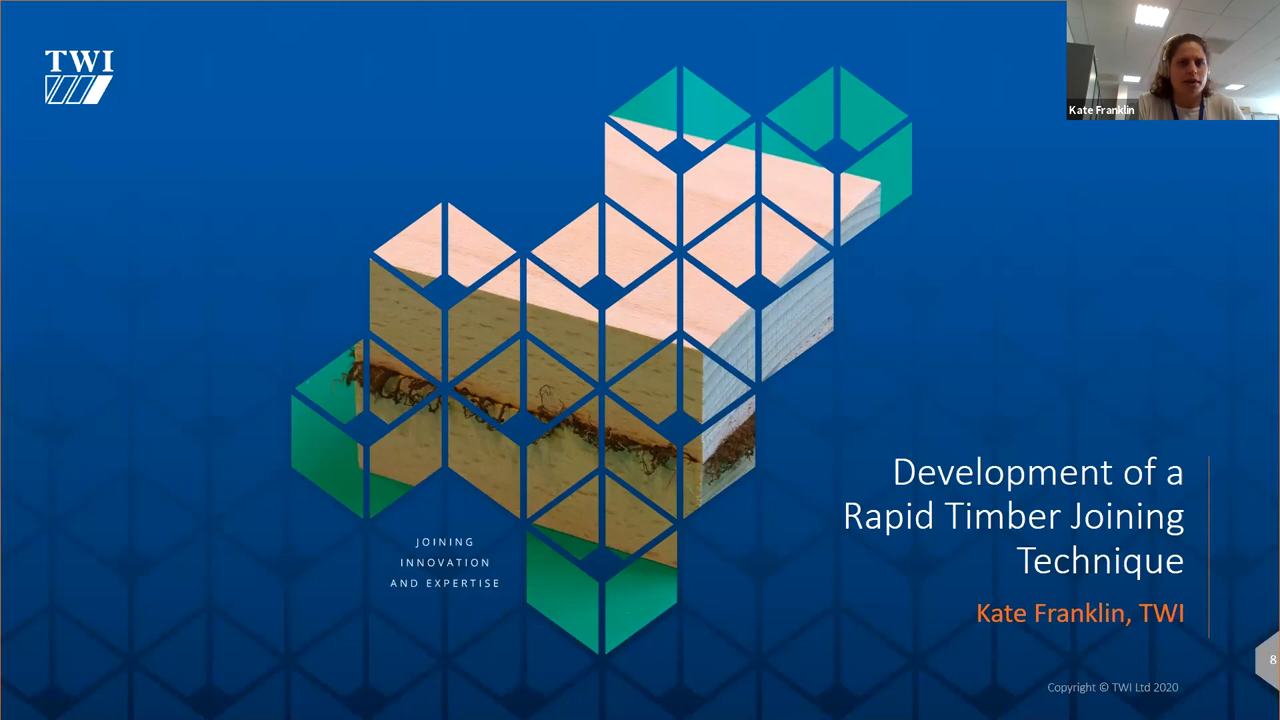 TWI
Kate Franklin
JOINING
INNOVATION
AND EXPERTISE
Development of a
Rapid Timber Joining
Technique
Kate Franklin, TWI
8
Copyright © TWI Ltd 2020